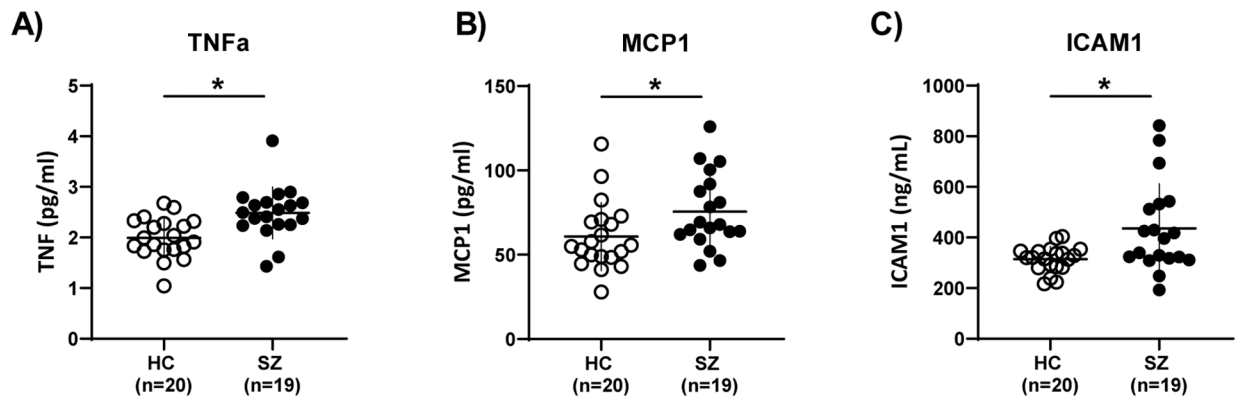 A)
TNFa
*
TNF (pg/ml)
5
4
3
2
1
0
HC
(n=20)
SZ
(n=19)
B)
MCP1
*
MCP1 (pg/ml)
150
100
50
0
HC
(n=20)
SZ
(n=19)
C)
ICAM1
*
ICAM1 (ng/mL)
1000
800
600
400
200
0
HC
(n=20)
SZ
(n=19)